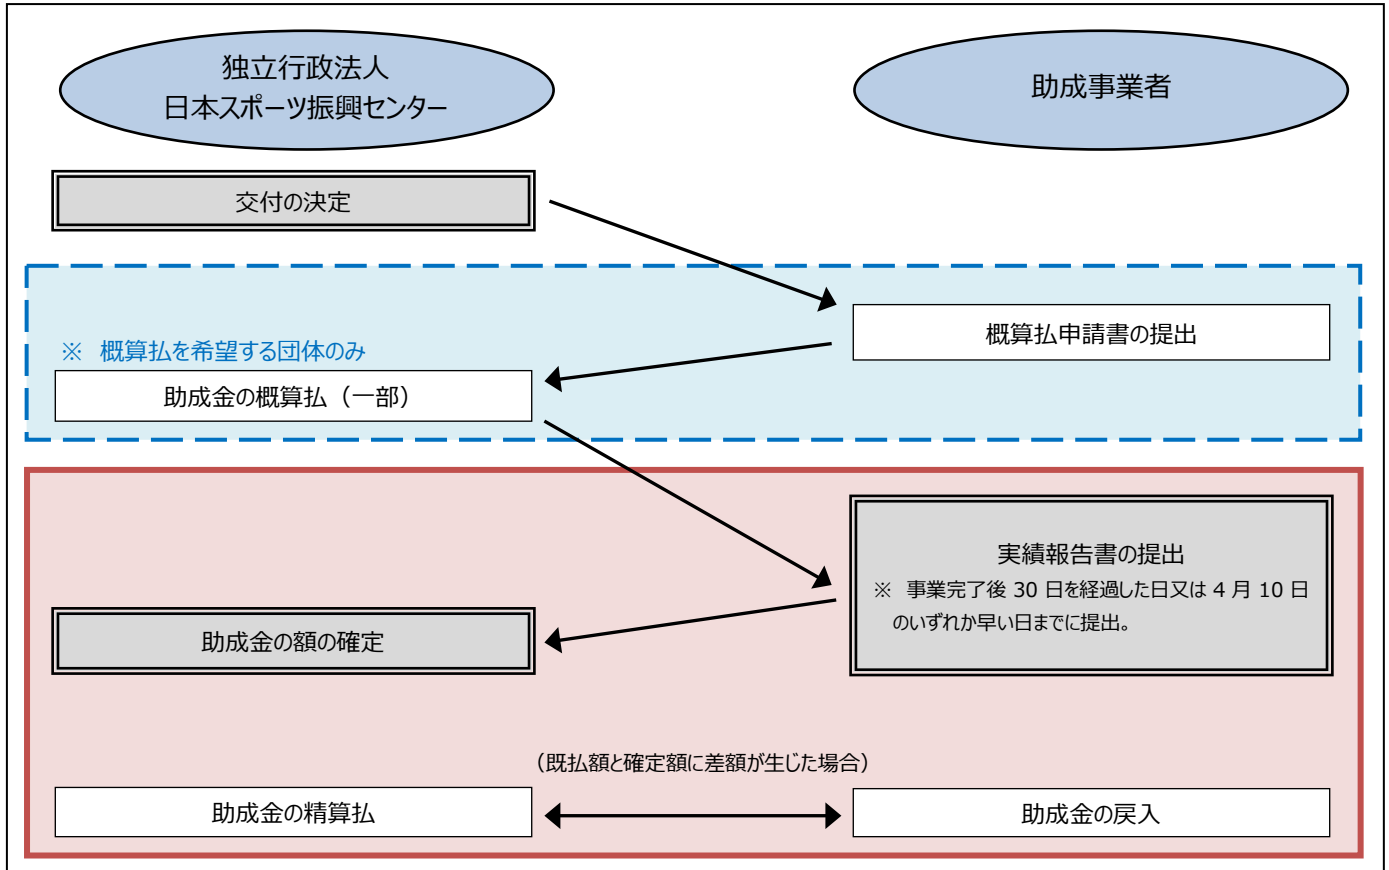 独立行政法人
日本スポーツ振興センター
助成事業者
交付の決定
概算払申請書の提出
※ 概算払を希望する団体のみ
助成金の概算払（一部）
実績報告書の提出
※ 事業完了後 30 日を経過した日又は 4 月 10 日
のいずれか早い日までに提出。
助成金の額の確定
（既払額と確定額に差額が生じた場合）
助成金の精算払
助成金の戻入